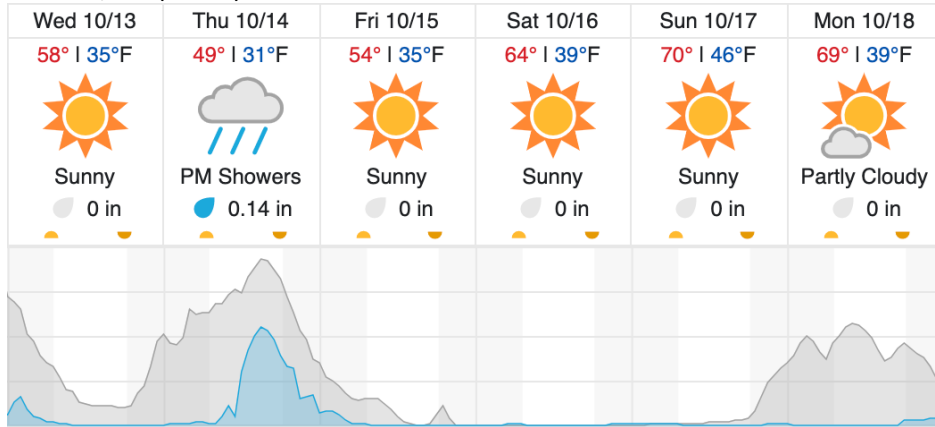 Wed 10/13 Thu 10/14 Fri 10/15 Sat 10/16 Sun 10/17 Mon 10/18
58° | 35°F 49° | 31°F 54° | 35°F 64° | 39°F 70° | 46°F 69° | 39°F
Sunny PM Showers Sunny Sunny Sunny Partly Cloudy
0 in 0.14 in 0 in 0 in 0 in 0 in